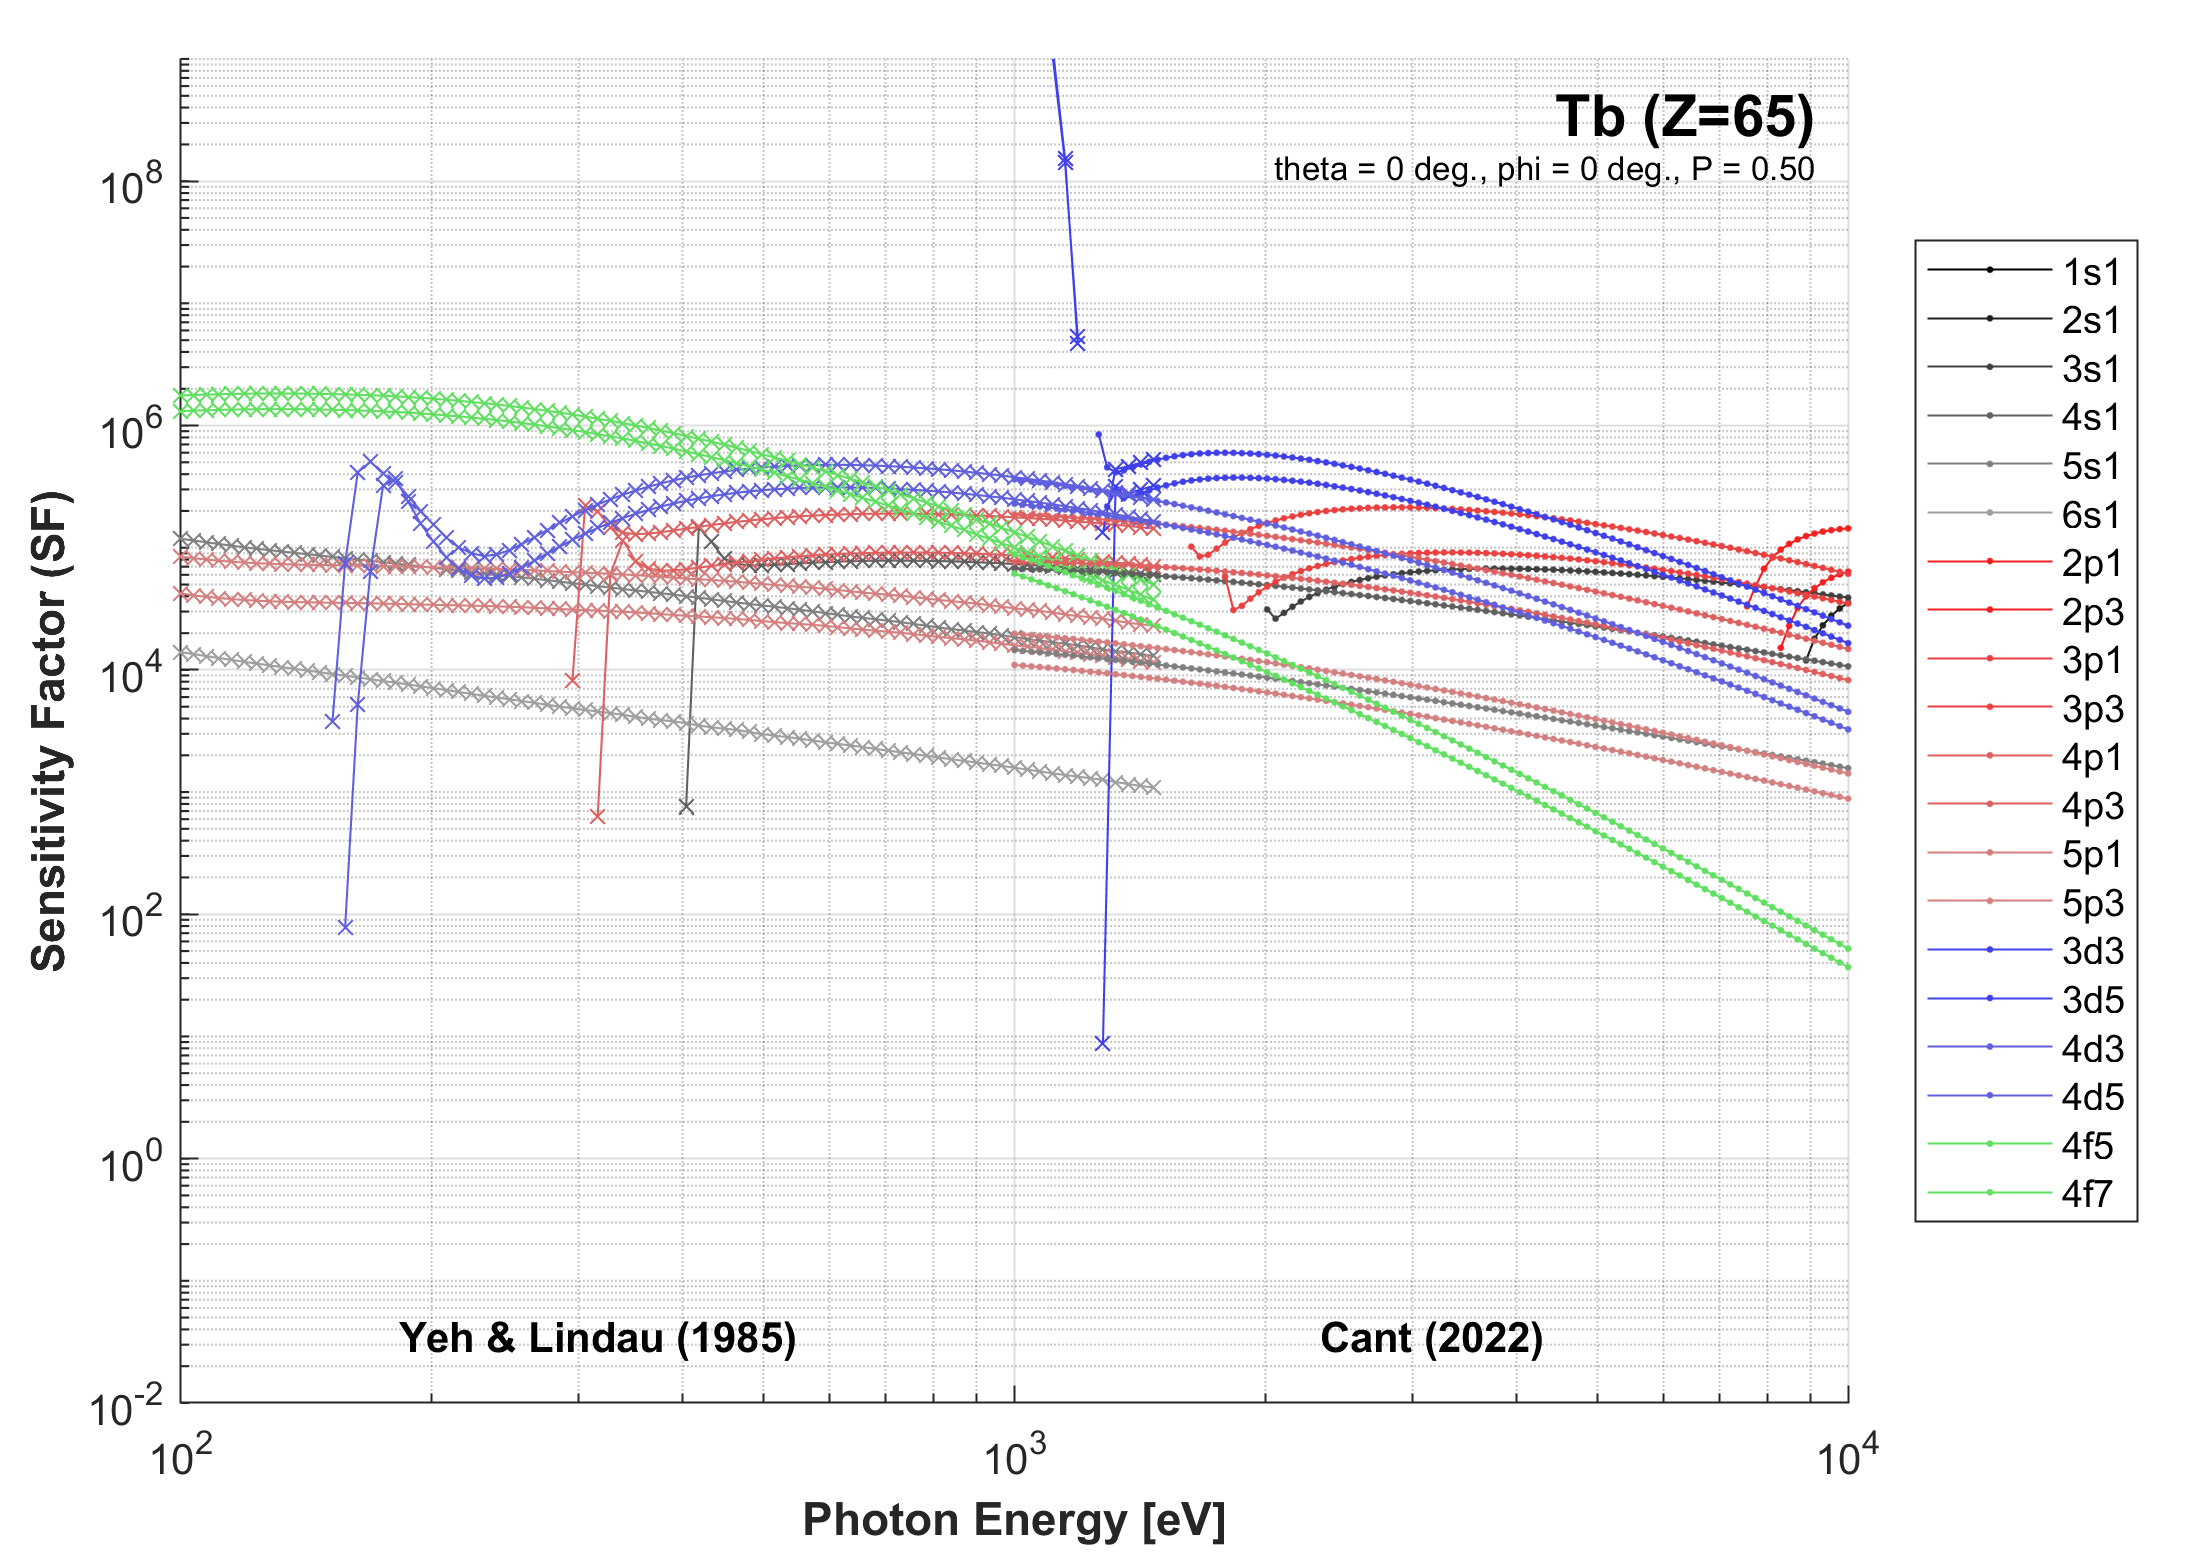 Tb (Z=65)
theta = 0 deg., phi = 0 deg., P = 0.50
Sensitivity Factor (SF)
10^8
10^6
10^4
10^2
10^0
10^-2
10^2
10^3
10^4
Photon Energy [eV]
Yeh & Lindau (1985)
Cant (2022)
1s1
2s1
3s1
4s1
5s1
6s1
2p1
2p3
3p1
3p3
4p1
4p3
5p1
5p3
3d3
3d5
4d3
4d5
4f5
4f7